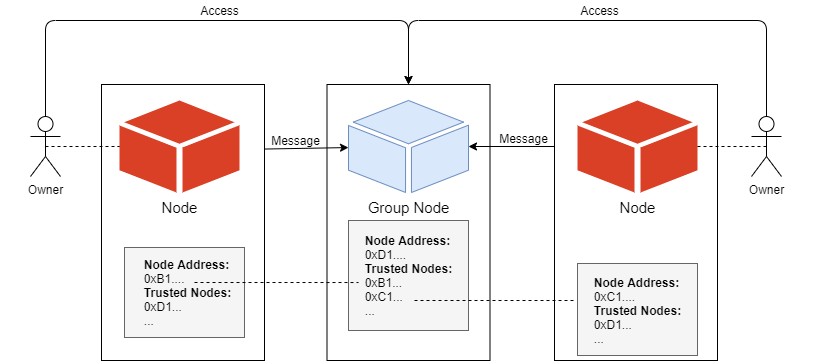 Access
Access
Message
Message
Owner
Owner
Node
Group Node
Node
Node Address:
0xB1....
Trusted Nodes:
0xD1...
...
Node Address:
0xD1....
Trusted Nodes:
0xB1...
0xC1...
...
Node Address:
0xC1....
Trusted Nodes:
0xD1...
...